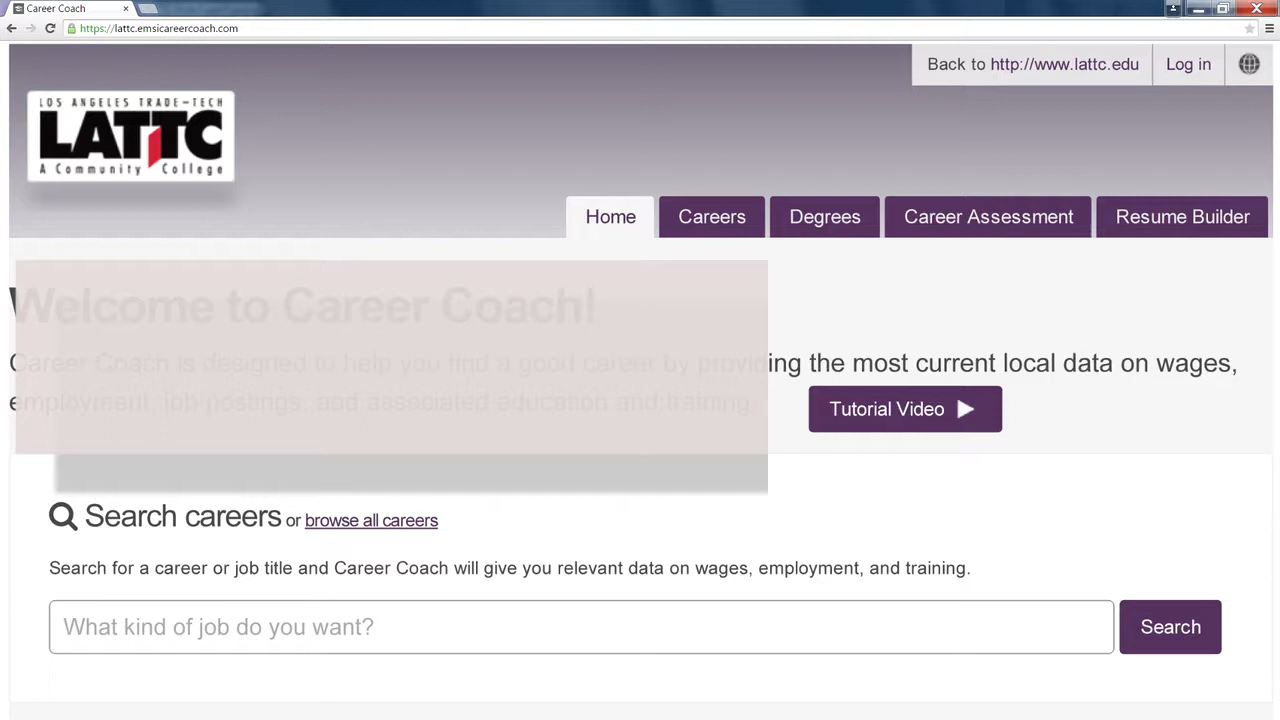 Career Coach
https://lattc.emsicareercoach.com
Back to http://www.lattc.edu
Log in
LOS ANGELES TRADE-TECH
LATTC
A Community College
Home
Careers
Degrees
Career Assessment
Resume Builder
Welcome to Career Coach!
Career Coach is designed to help you find a good career by providing the most current local data on wages,
employment, job postings, and associated education and training.
Tutorial Video
Search careers or browse all careers
Search for a career or job title and Career Coach will give you relevant data on wages, employment, and training.
What kind of job do you want?
Search